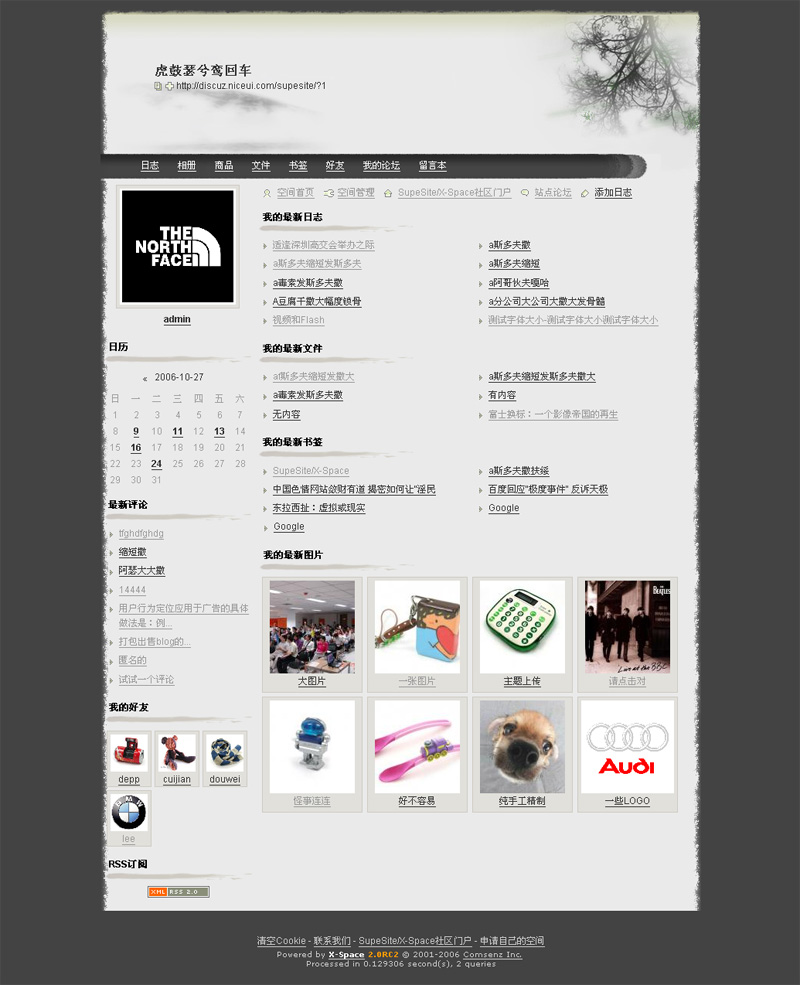 虎鼓瑟兮鸾回车
http://discuz.niceui.com/supesite/?1
日志 相册 商品 文件 书签 好友 我的论坛 留言本
THE
NORTH
FACE
admin
日历
« 2006-10-27
日 一 二 三 四 五 六
1 2 3 4 5 6 7
8 9 10 11 12 13 14
15 16 17 18 19 20 21
22 23 24 25 26 27 28
29 30 31
最新评论
tfghdfghdg
缩短撒
阿瑟大大撒
14444
用户行为定位应用于广告的具体
做法是：例...
打包出售blog的...
匿名的
试试一个评论
我的好友
depp cuijian douwei
lee
RSS订阅
XML RSS 2.0
空间首页 空间管理 SupeSite/X-Space社区门户 站点论坛 添加日志
我的最新日志
适逢深圳高交会举办之际 a斯多夫撒
a斯多夫缩短发斯多夫 a斯多夫缩短
a毒素发斯多夫撒 a阿哥伙夫嘎哈
A豆腐干撒大幅度锁骨 a分公司大公司大撒大发骨髓
视频和Flash 测试字体大小-测试字体大小测试字体大小
我的最新文件
af斯多夫缩短发撒大 a斯多夫缩短发斯多夫撒大
a毒素发斯多夫撒 有内容
无内容 富士换标：一个影像帝国的再生
我的最新书签
SupeSite/X-Space a斯多夫撒扶绥
中国色情网站敛财有道 揭密如何让"淫民 百度回应"极度事件" 反诉天极
东拉西扯：虚拟或现实 Google
Google
我的最新图片
The Beatles
Live at the BBC
大图片 一张图片 主题上传 请点击对
Audi
怪事连连 好不容易 纯手工精制 一些LOGO
清空Cookie - 联系我们 - SupeSite/X-Space社区门户 - 申请自己的空间
Powered by X-Space 2.0RC2 © 2001-2006 Comsenz Inc.
Processed in 0.129306 second(s), 2 queries